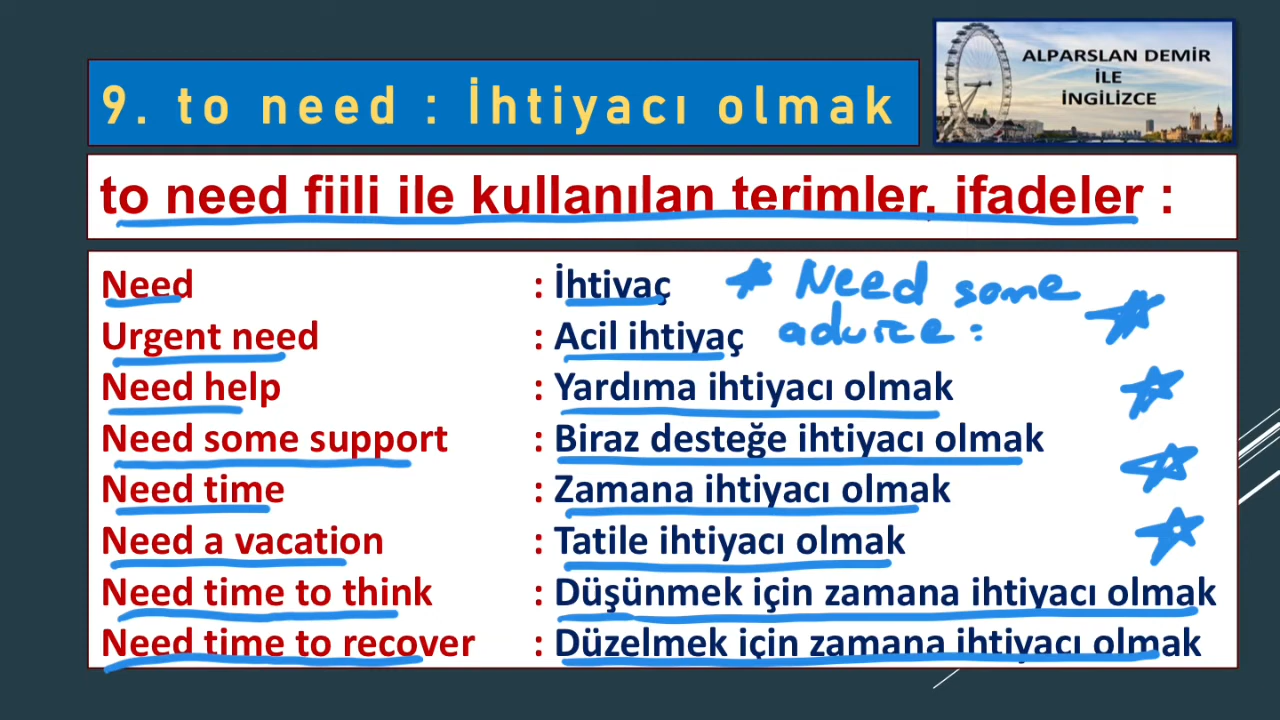 9. to need : İhtiyacı olmak
ALPARSLAN DEMİR
İLE
İNGİLİZCE
to need fiili ile kullanılan terimler, ifadeler :
Need : İhtiyaç
Need some
Urgent need : Acil ihtiyaç
advice :
Need help : Yardıma ihtiyacı olmak
Need some support : Biraz desteğe ihtiyacı olmak
Need time : Zamana ihtiyacı olmak
Need a vacation : Tatile ihtiyacı olmak
Need time to think : Düşünmek için zamana ihtiyacı olmak
Need time to recover : Düzelmek için zamana ihtiyacı olmak